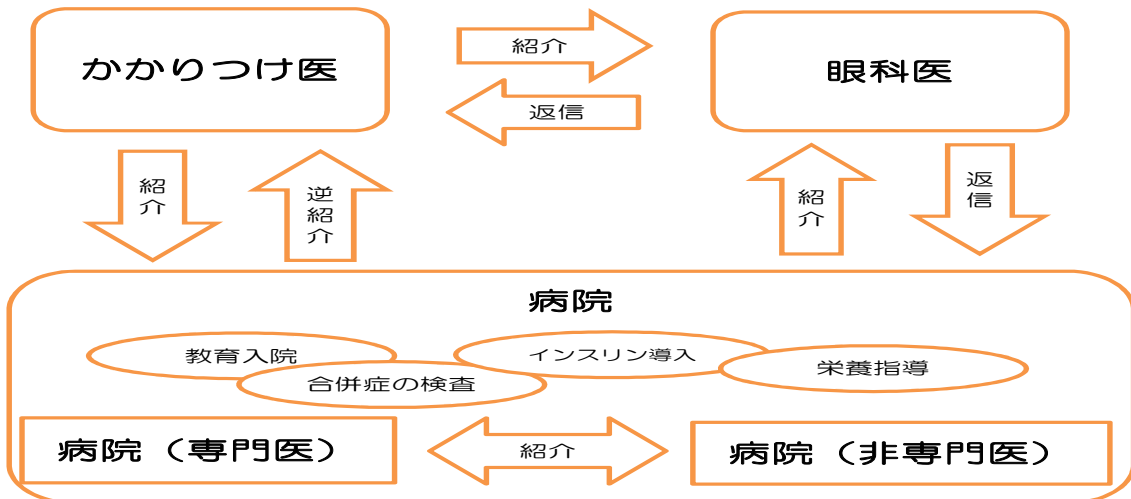 かかりつけ医
紹介
眼科医
返信
紹介
逆紹介
紹介
返信
病院
教育入院
インスリン導入
合併症の検査
栄養指導
病院（専門医）
紹介
病院（非専門医）